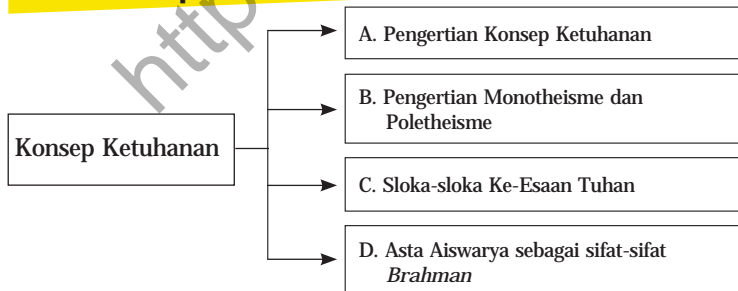 http
A. Pengertian Konsep Ketuhanan
B. Pengertian Monotheisme dan
Poletheisme
Konsep Ketuhanan
C. Sloka-sloka Ke-Esaan Tuhan
D. Asta Aiswarya sebagai sifat-sifat
Brahman